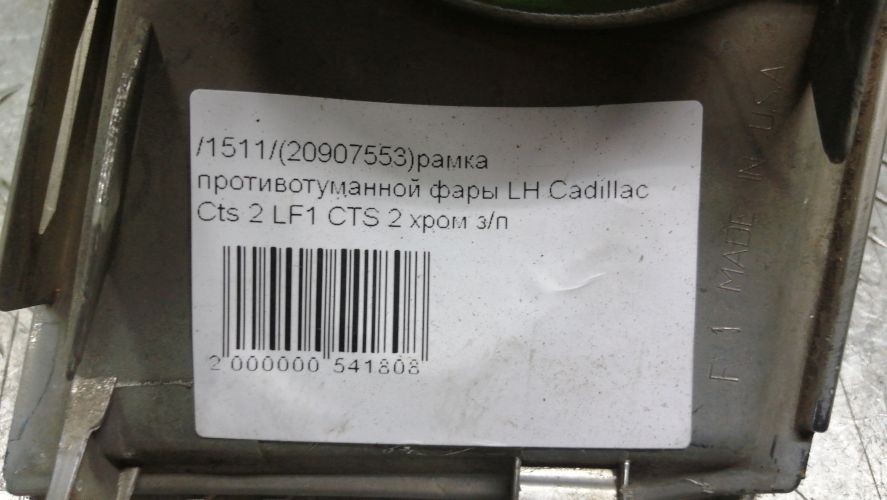 /1511/(20907553)рамка
противотуманной фары LH Cadillac
Cts 2 LF1 CTS 2 хром з/п
2 000000 541808
MADE IN USA